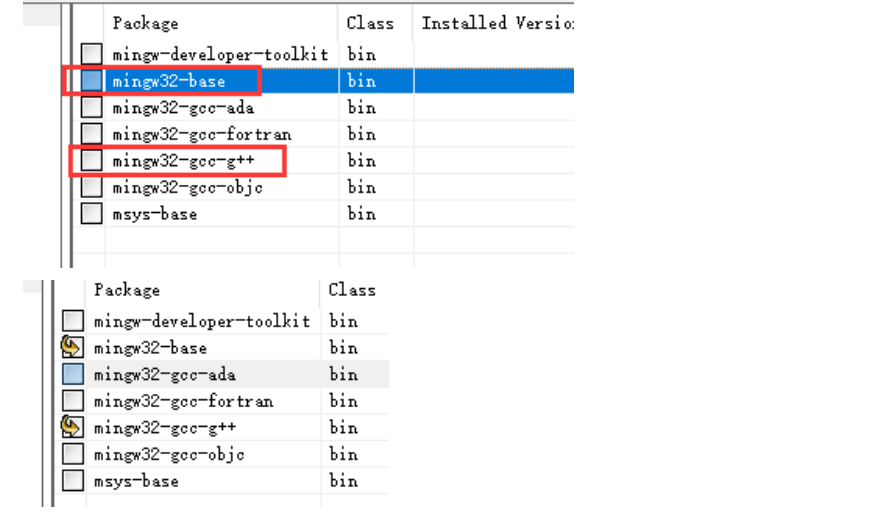 Package Class Installed Versio
mingw-developer-toolkit bin
mingw32-base bin
mingw32-gcc-ada bin
mingw32-gcc-fortran bin
mingw32-gcc-g++ bin
mingw32-gcc-objc bin
msys-base bin
Package Class
mingw-developer-toolkit bin
mingw32-base bin
mingw32-gcc-ada bin
mingw32-gcc-fortran bin
mingw32-gcc-g++ bin
mingw32-gcc-objc bin
msys-base bin